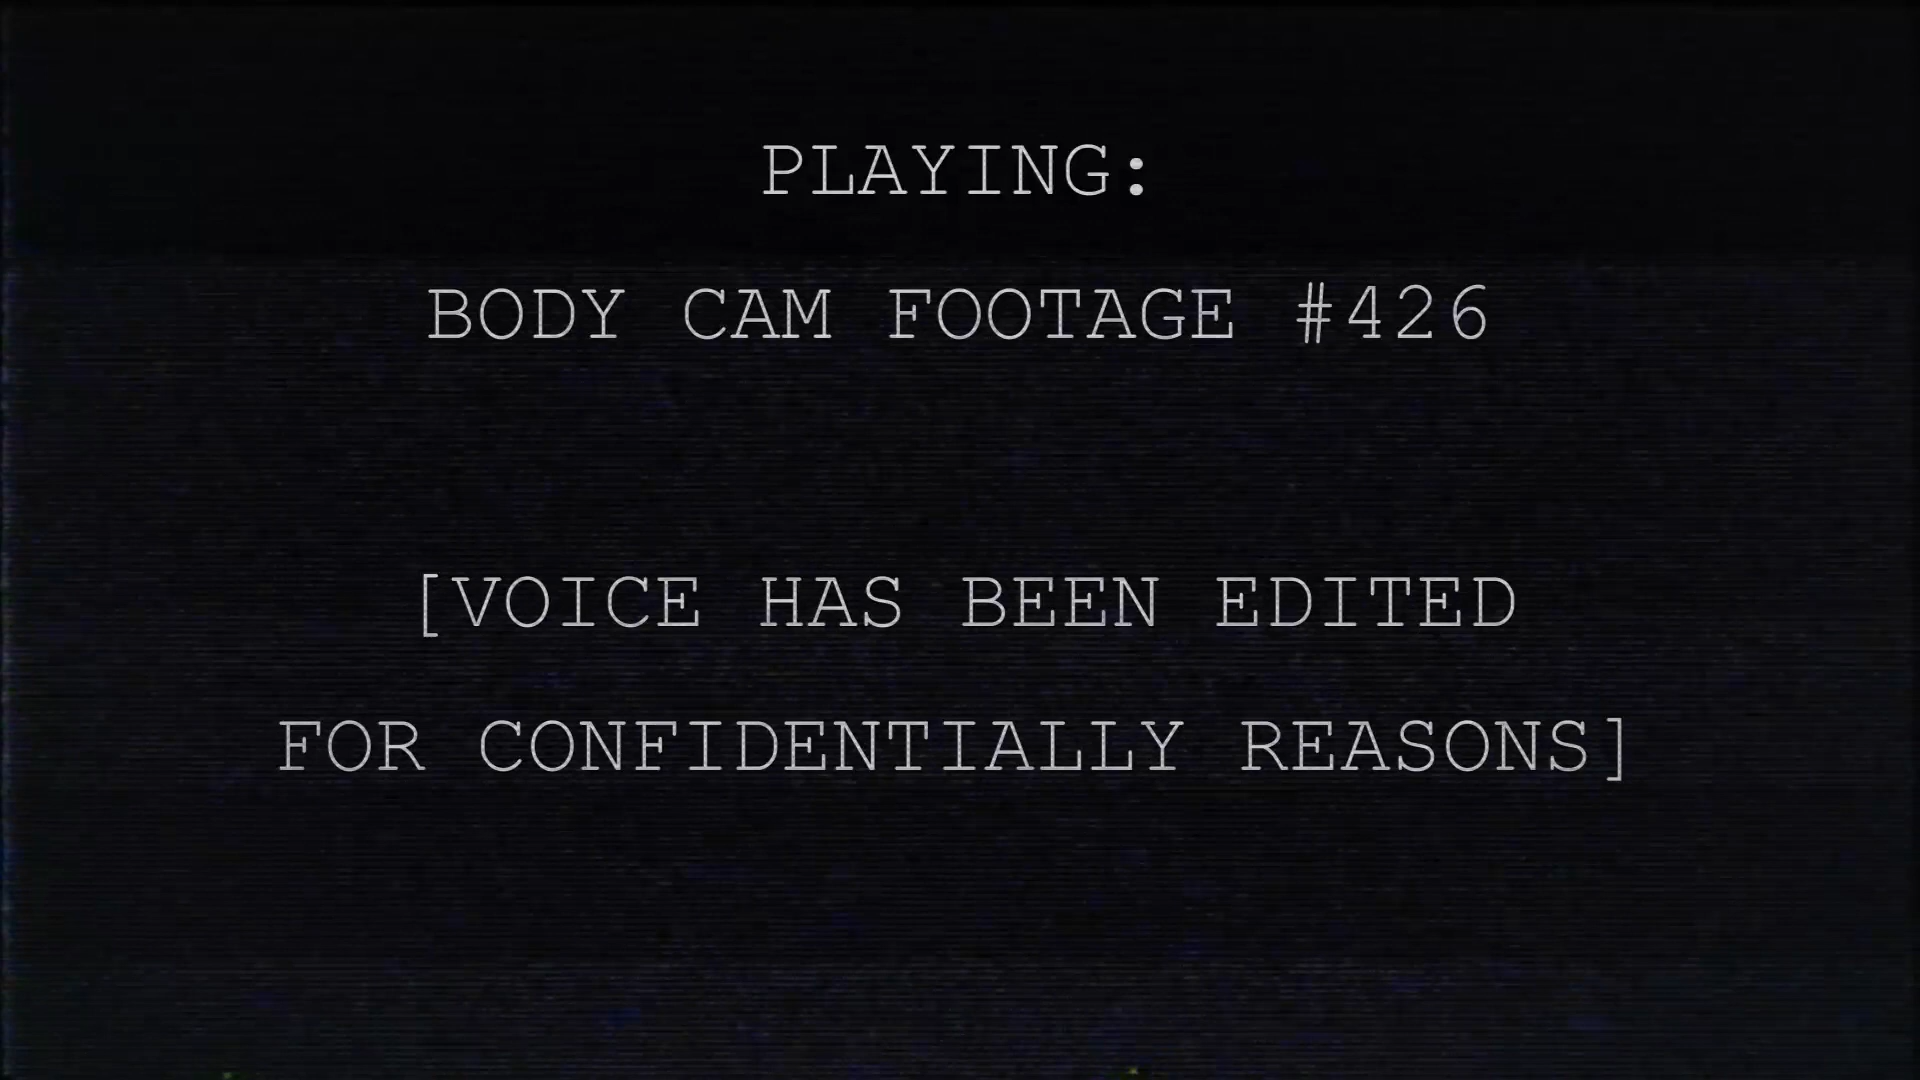 PLAYING:
BODY CAM FOOTAGE #426
[VOICE HAS BEEN EDITED
FOR CONFIDENTIALLY REASONS]